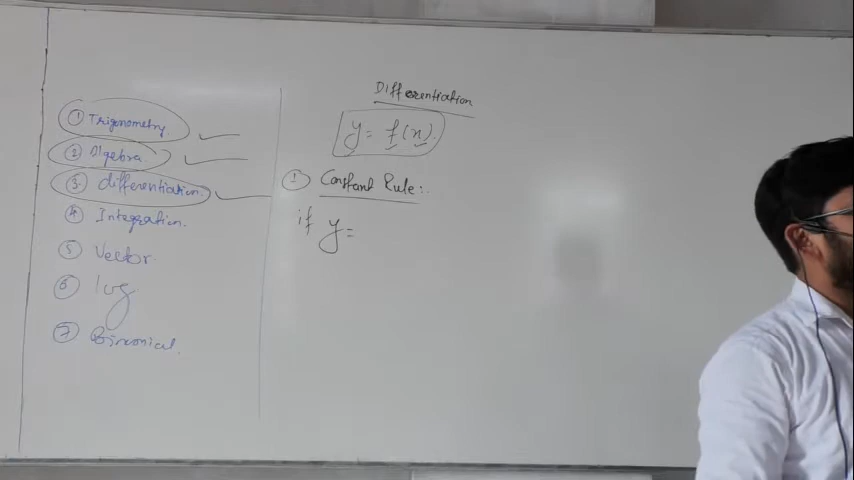 ① Trigonometry
② Algebra
③ differentiation
④ Integration.
⑤ Vector
⑥ log
⑦ Binomial.
Differentiation
y = f(x)
① Constant Rule:.
if y =